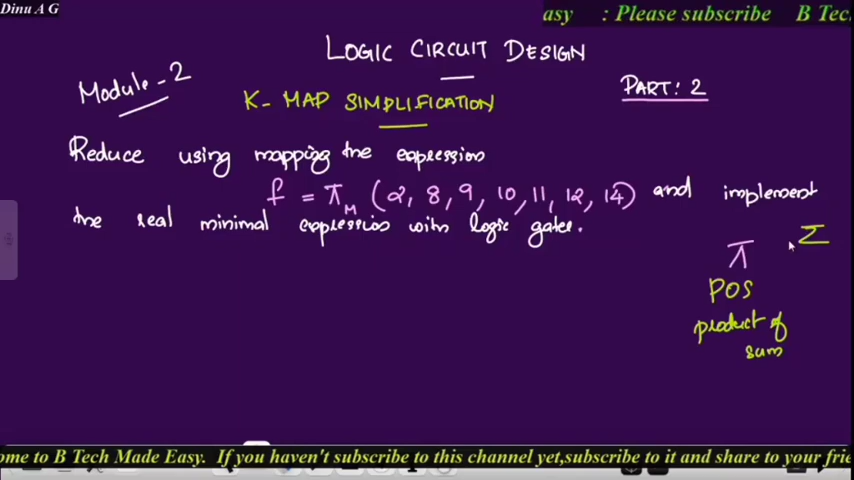 Dinu A G
asy : Please subscribe B Tech
LOGIC CIRCUIT DESIGN
Module - 2
PART: 2
K- MAP SIMPLIFICATION
Reduce using mapping the expression
f = π M (2, 8, 9, 10, 11, 12, 14) and implement
the real minimal expression with logic gates.
Σ
π
POS
product of
sum
ome to B Tech Made Easy. If you haven't subscribe to this channel yet,subscribe to it and share to your frie